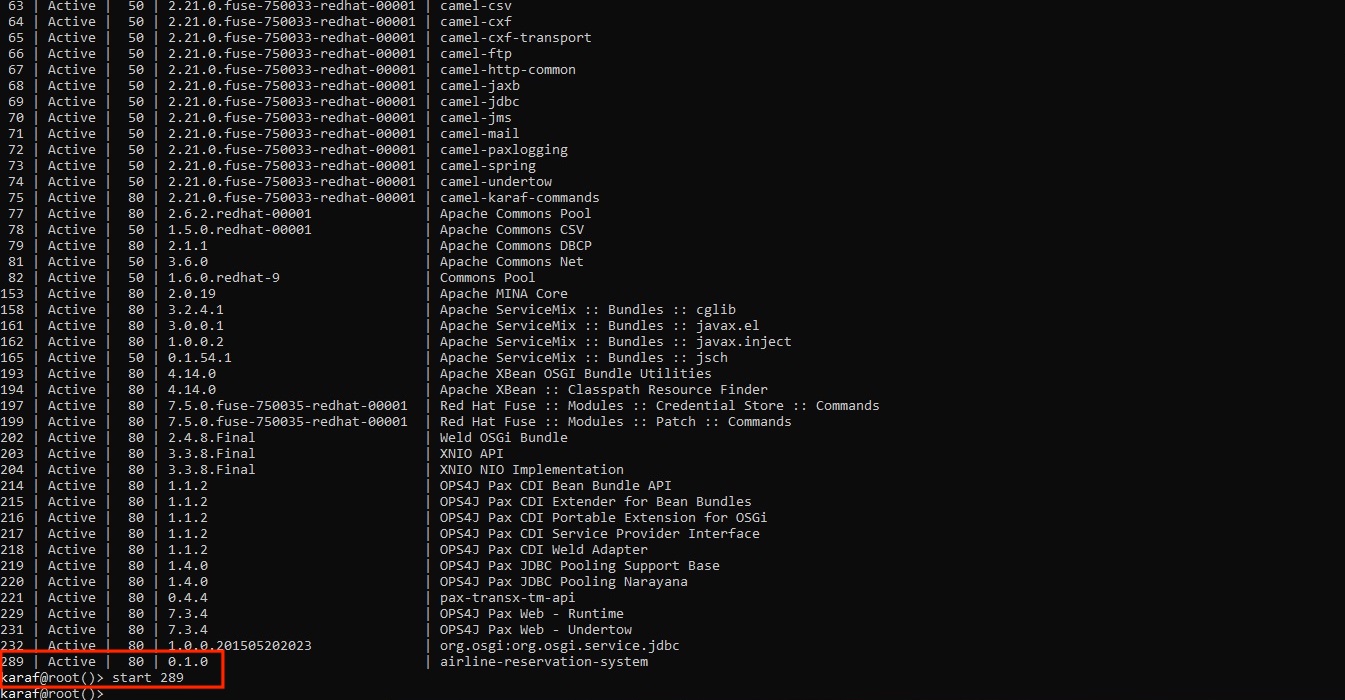 63 | Active | 50 | 2.21.0.fuse-750033-redhat-00001 | camel-csv
64 | Active | 50 | 2.21.0.fuse-750033-redhat-00001 | camel-cxf
65 | Active | 50 | 2.21.0.fuse-750033-redhat-00001 | camel-cxf-transport
66 | Active | 50 | 2.21.0.fuse-750033-redhat-00001 | camel-ftp
67 | Active | 50 | 2.21.0.fuse-750033-redhat-00001 | camel-http-common
68 | Active | 50 | 2.21.0.fuse-750033-redhat-00001 | camel-jaxb
69 | Active | 50 | 2.21.0.fuse-750033-redhat-00001 | camel-jdbc
70 | Active | 50 | 2.21.0.fuse-750033-redhat-00001 | camel-jms
71 | Active | 50 | 2.21.0.fuse-750033-redhat-00001 | camel-mail
72 | Active | 50 | 2.21.0.fuse-750033-redhat-00001 | camel-paxlogging
73 | Active | 50 | 2.21.0.fuse-750033-redhat-00001 | camel-spring
74 | Active | 50 | 2.21.0.fuse-750033-redhat-00001 | camel-undertow
75 | Active | 80 | 2.21.0.fuse-750033-redhat-00001 | camel-karaf-commands
77 | Active | 80 | 2.6.2.redhat-00001 | Apache Commons Pool
78 | Active | 50 | 1.5.0.redhat-00001 | Apache Commons CSV
79 | Active | 80 | 2.1.1 | Apache Commons DBCP
81 | Active | 50 | 3.6.0 | Apache Commons Net
82 | Active | 50 | 1.6.0.redhat-9 | Commons Pool
153 | Active | 80 | 2.0.19 | Apache MINA Core
158 | Active | 80 | 3.2.4.1 | Apache ServiceMix :: Bundles :: cglib
161 | Active | 80 | 3.0.0.1 | Apache ServiceMix :: Bundles :: javax.el
162 | Active | 80 | 1.0.0.2 | Apache ServiceMix :: Bundles :: javax.inject
165 | Active | 50 | 0.1.54.1 | Apache ServiceMix :: Bundles :: jsch
193 | Active | 80 | 4.14.0 | Apache XBean OSGI Bundle Utilities
194 | Active | 80 | 4.14.0 | Apache XBean :: Classpath Resource Finder
197 | Active | 80 | 7.5.0.fuse-750035-redhat-00001 | Red Hat Fuse :: Modules :: Credential Store :: Commands
199 | Active | 80 | 7.5.0.fuse-750035-redhat-00001 | Red Hat Fuse :: Modules :: Patch :: Commands
202 | Active | 80 | 2.4.8.Final | Weld OSGi Bundle
203 | Active | 80 | 3.3.8.Final | XNIO API
204 | Active | 80 | 3.3.8.Final | XNIO NIO Implementation
214 | Active | 80 | 1.1.2 | OPS4J Pax CDI Bean Bundle API
215 | Active | 80 | 1.1.2 | OPS4J Pax CDI Extender for Bean Bundles
216 | Active | 80 | 1.1.2 | OPS4J Pax CDI Portable Extension for OSGi
217 | Active | 80 | 1.1.2 | OPS4J Pax CDI Service Provider Interface
218 | Active | 80 | 1.1.2 | OPS4J Pax CDI Weld Adapter
219 | Active | 80 | 1.4.0 | OPS4J Pax JDBC Pooling Support Base
220 | Active | 80 | 1.4.0 | OPS4J Pax JDBC Pooling Narayana
221 | Active | 80 | 0.4.4 | pax-transx-tm-api
229 | Active | 80 | 7.3.4 | OPS4J Pax Web - Runtime
231 | Active | 80 | 7.3.4 | OPS4J Pax Web - Undertow
232 | Active | 80 | 1.0.0.201505202023 | org.osgi:org.osgi.service.jdbc
289 | Active | 80 | 0.1.0 | airline-reservation-system
karaf@root()> start 289
karaf@root()>